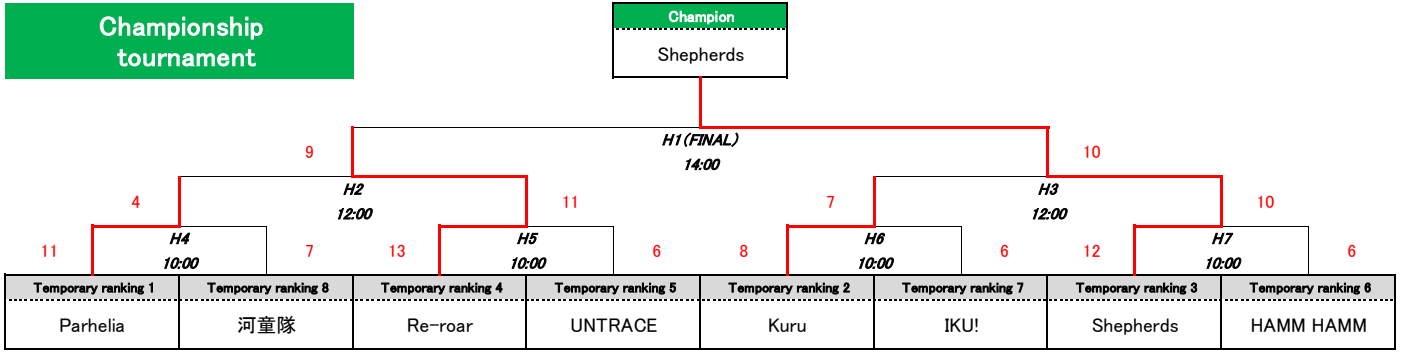 Championship
tournament
Champion
Shepherds
H1(FINAL)
14:00
9
10
H2
12:00
H3
12:00
4
11
7
10
H4
10:00
H5
10:00
H6
10:00
H7
10:00
11
7
13
6
8
6
12
6
Temporary ranking 1
Temporary ranking 8
Temporary ranking 4
Temporary ranking 5
Temporary ranking 2
Temporary ranking 7
Temporary ranking 3
Temporary ranking 6
Parhelia
河童隊
Re-roar
UNTRACE
Kuru
IKU!
Shepherds
HAMM HAMM